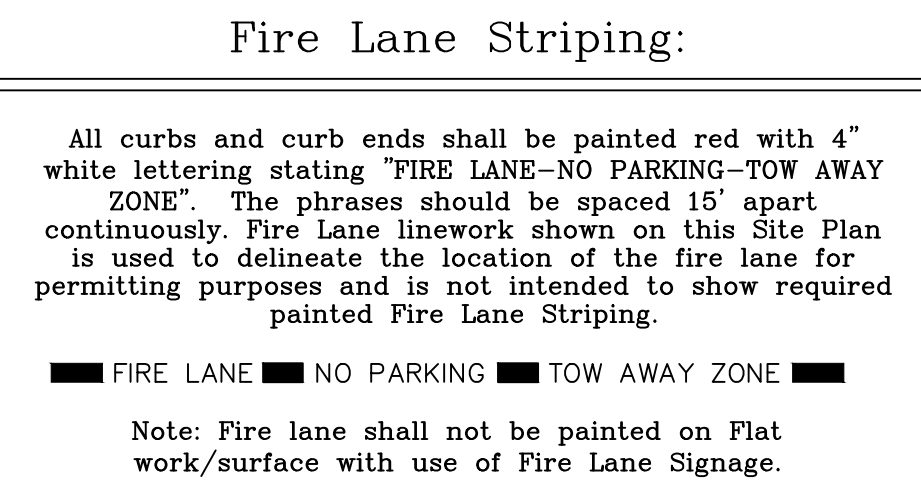 Fire Lane Striping:
All curbs and curb ends shall be painted red with 4"
white lettering stating "FIRE LANE–NO PARKING–TOW AWAY
ZONE".  The phrases should be spaced 15' apart
continuously. Fire Lane linework shown on this Site Plan
is used to delineate the location of the fire lane for
permitting purposes and is not intended to show required
painted Fire Lane Striping.
FIRE LANE NO PARKING TOW AWAY ZONE
Note: Fire lane shall not be painted on Flat
work/surface with use of Fire Lane Signage.